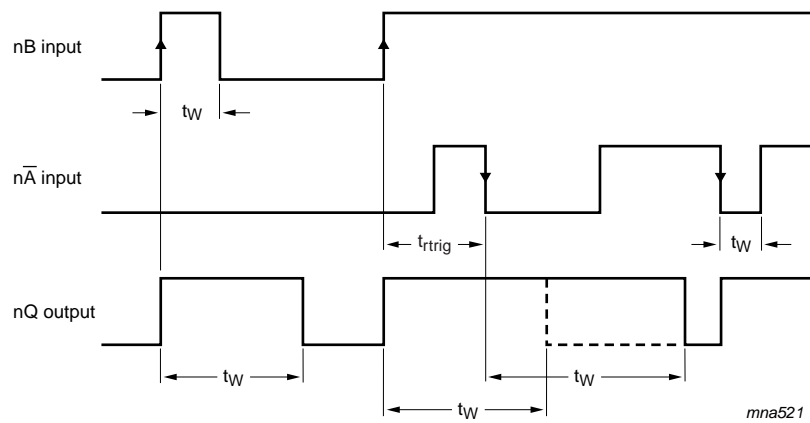 nB input
tW
nA̅ input
trtrig
tW
nQ output
tW
tW
tW
mna521